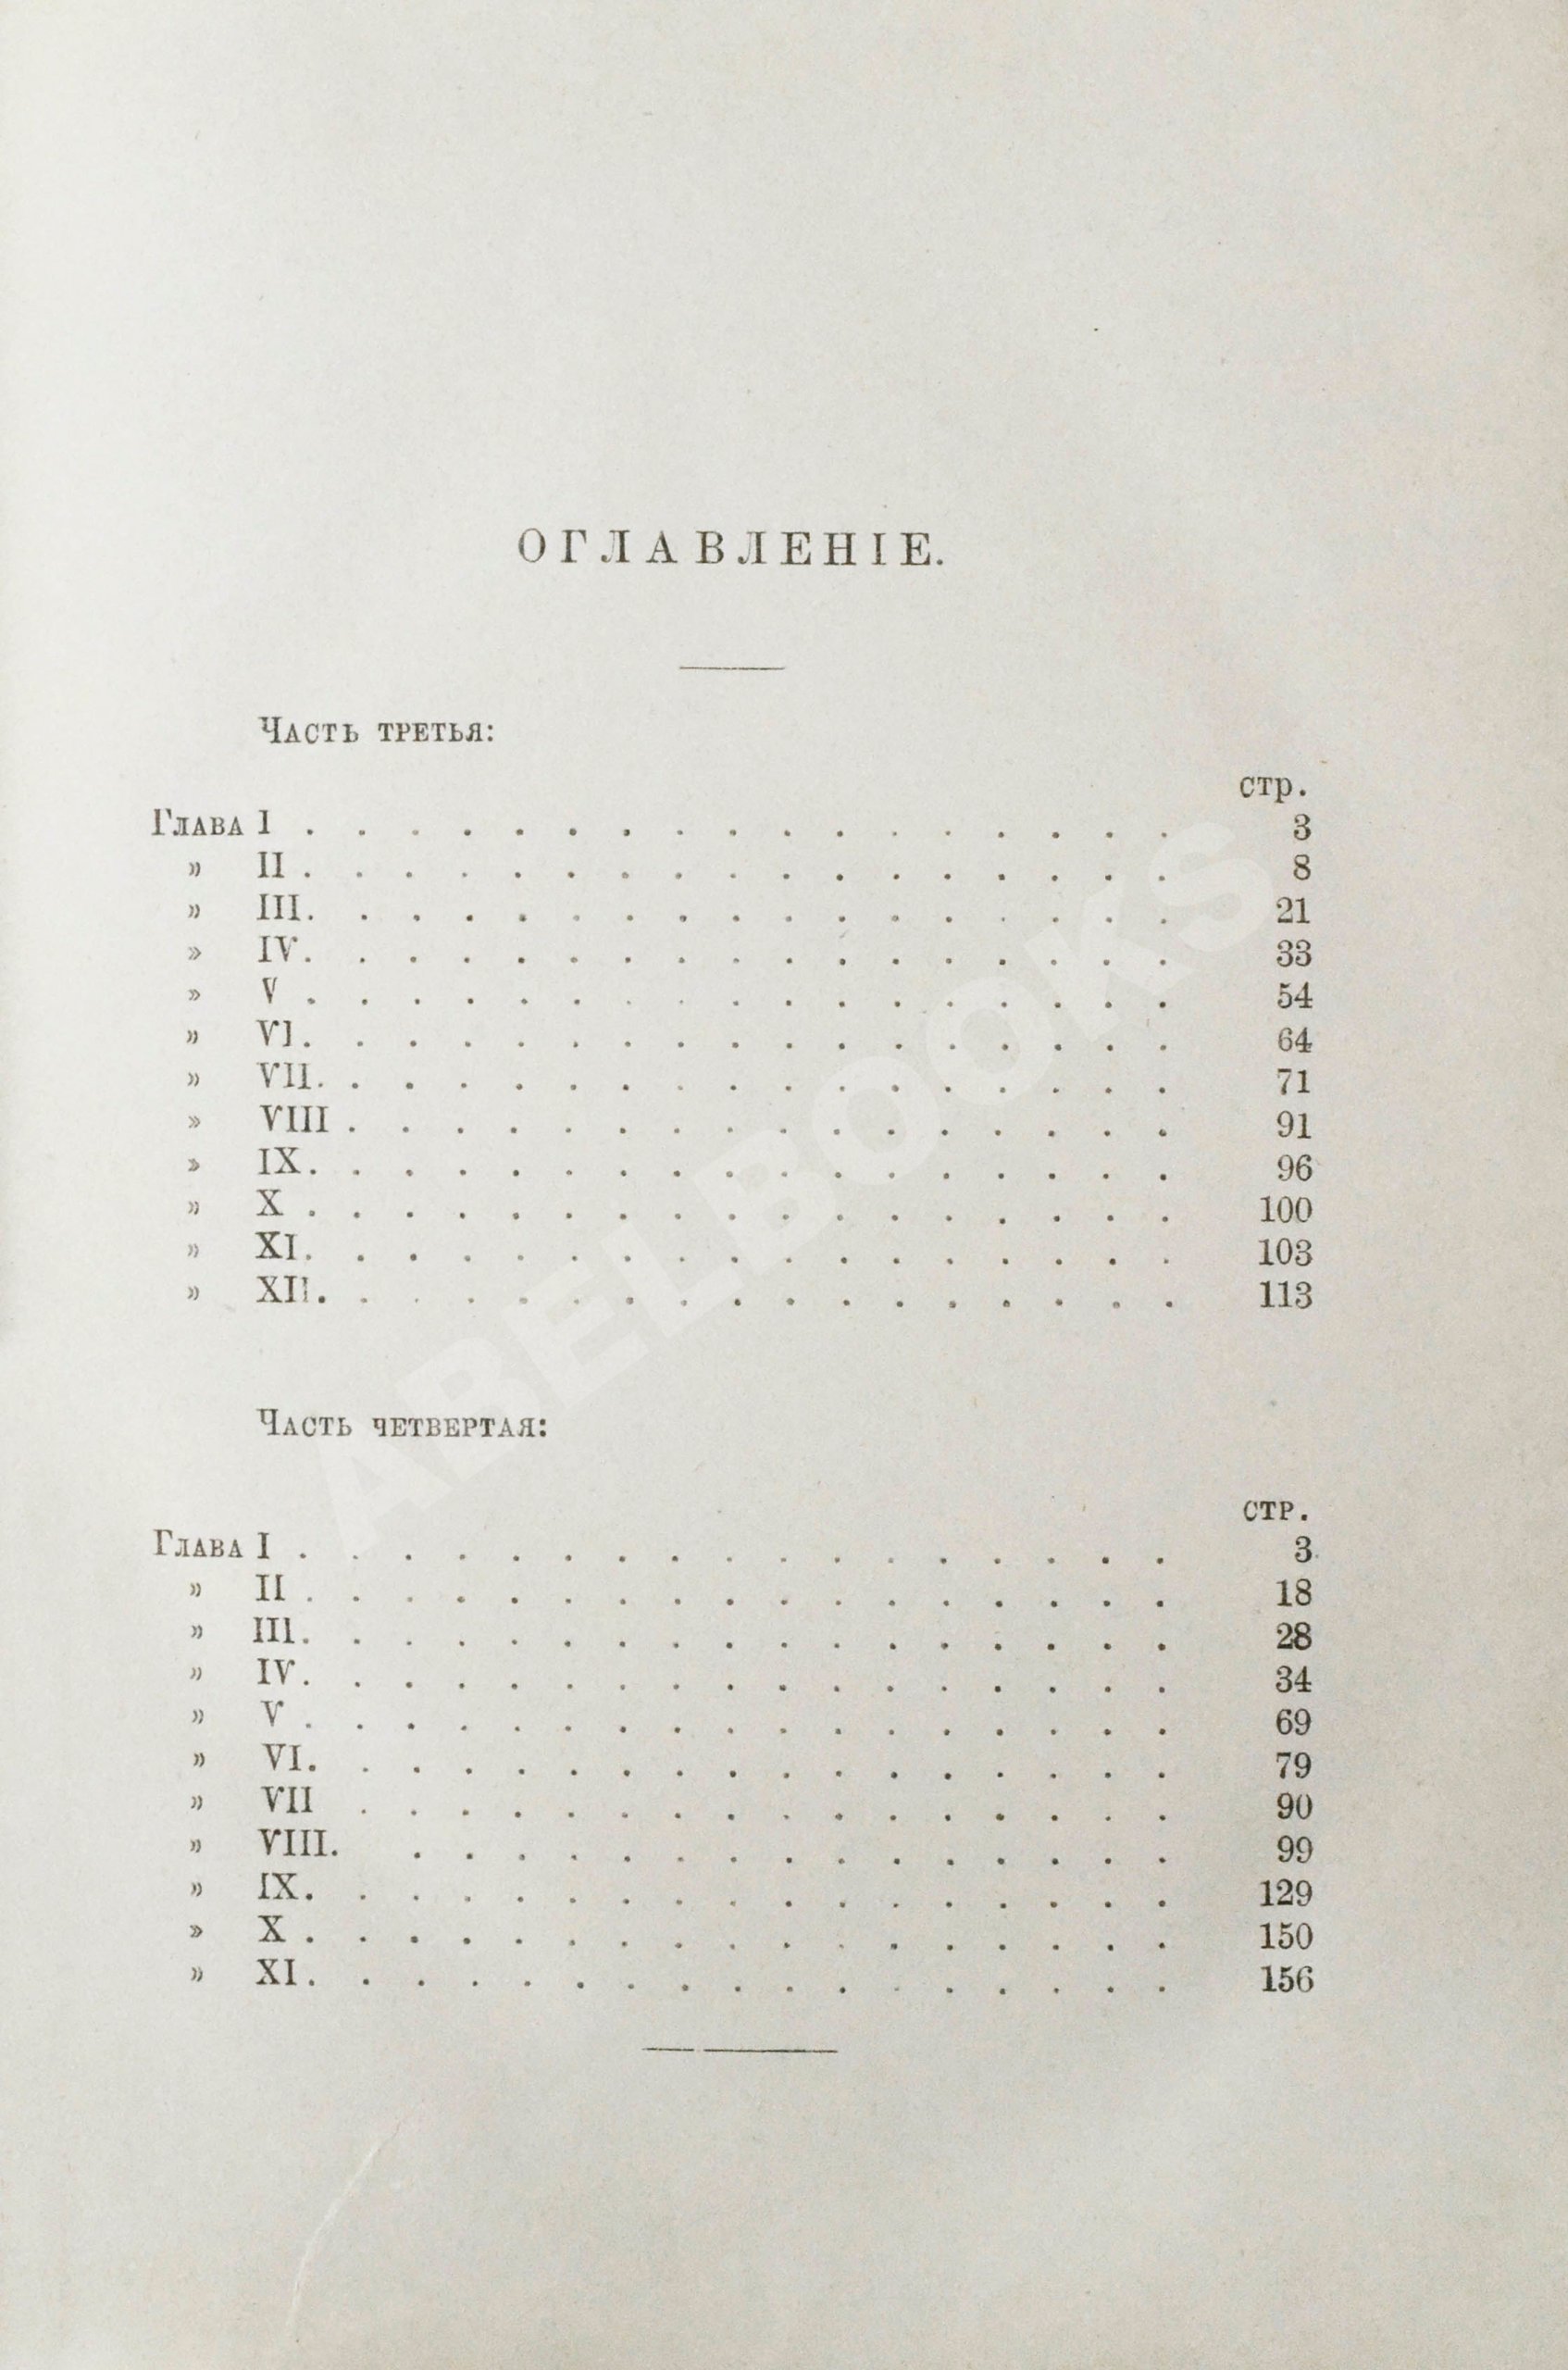 ОГЛАВЛЕНІЕ.
Часть третья:
стр.
Глава I . . . . . . . . . . . . . . . . . 3
» II . . . . . . . . . . . . . . . . . 8
» III. . . . . . . . . . . . . . . . . 21
» IV. . . . . . . . . . . . . . . . . 33
» V . . . . . . . . . . . . . . . . . 54
» VI. . . . . . . . . . . . . . . . . 64
» VII. . . . . . . . . . . . . . . . . 71
» VIII . . . . . . . . . . . . . . . . 91
» IX. . . . . . . . . . . . . . . . . 96
» X . . . . . . . . . . . . . . . . . 100
» XI. . . . . . . . . . . . . . . . . 103
» XII. . . . . . . . . . . . . . . . . 113
Часть четвертая:
стр.
Глава I . . . . . . . . . . . . . . . . . 3
» II . . . . . . . . . . . . . . . . . 18
» III. . . . . . . . . . . . . . . . . 28
» IV. . . . . . . . . . . . . . . . . 34
» V . . . . . . . . . . . . . . . . . 69
» VI. . . . . . . . . . . . . . . . . 79
» VII . . . . . . . . . . . . . . . . 90
» VIII. . . . . . . . . . . . . . . . 99
» IX. . . . . . . . . . . . . . . . . 129
» X . . . . . . . . . . . . . . . . . 150
» XI. . . . . . . . . . . . . . . . . 156
ABELBOOKS